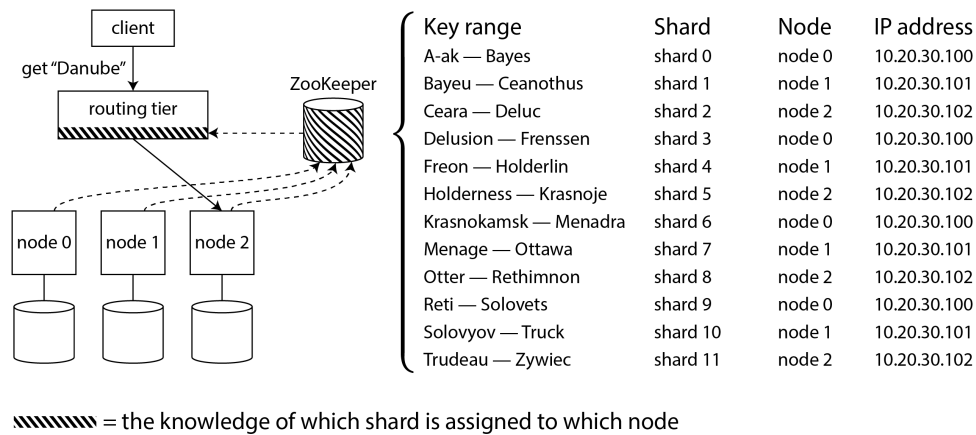 client
get “Danube”
routing tier
ZooKeeper
node 0
node 1
node 2
Key range Shard Node IP address
A-ak — Bayes shard 0 node 0 10.20.30.100
Bayeu — Ceanothus shard 1 node 1 10.20.30.101
Ceara — Deluc shard 2 node 2 10.20.30.102
Delusion — Frenssen shard 3 node 0 10.20.30.100
Freon — Holderlin shard 4 node 1 10.20.30.101
Holderness — Krasnoje shard 5 node 2 10.20.30.102
Krasnokamsk — Menadra shard 6 node 0 10.20.30.100
Menage — Ottawa shard 7 node 1 10.20.30.101
Otter — Rethimnon shard 8 node 2 10.20.30.102
Reti — Solovets shard 9 node 0 10.20.30.100
Solovyov — Truck shard 10 node 1 10.20.30.101
Trudeau — Zywiec shard 11 node 2 10.20.30.102
= the knowledge of which shard is assigned to which node